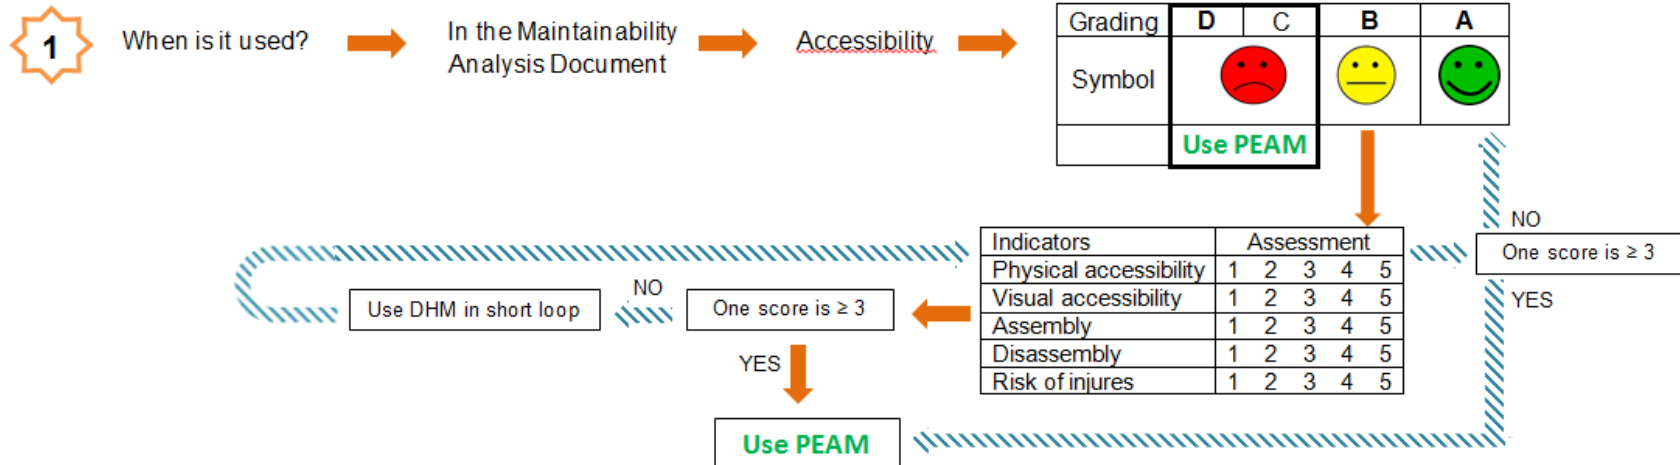 1
When is it used?
In the Maintainability
Analysis Document
Accessibility
Grading D C B A
Symbol
Use PEAM
NO
Indicators Assessment
One score is ≥ 3
Physical accessibility 1 2 3 4 5
Visual accessibility 1 2 3 4 5
Assembly 1 2 3 4 5
Disassembly 1 2 3 4 5
Risk of injures 1 2 3 4 5
YES
NO
Use DHM in short loop
One score is ≥ 3
YES
Use PEAM